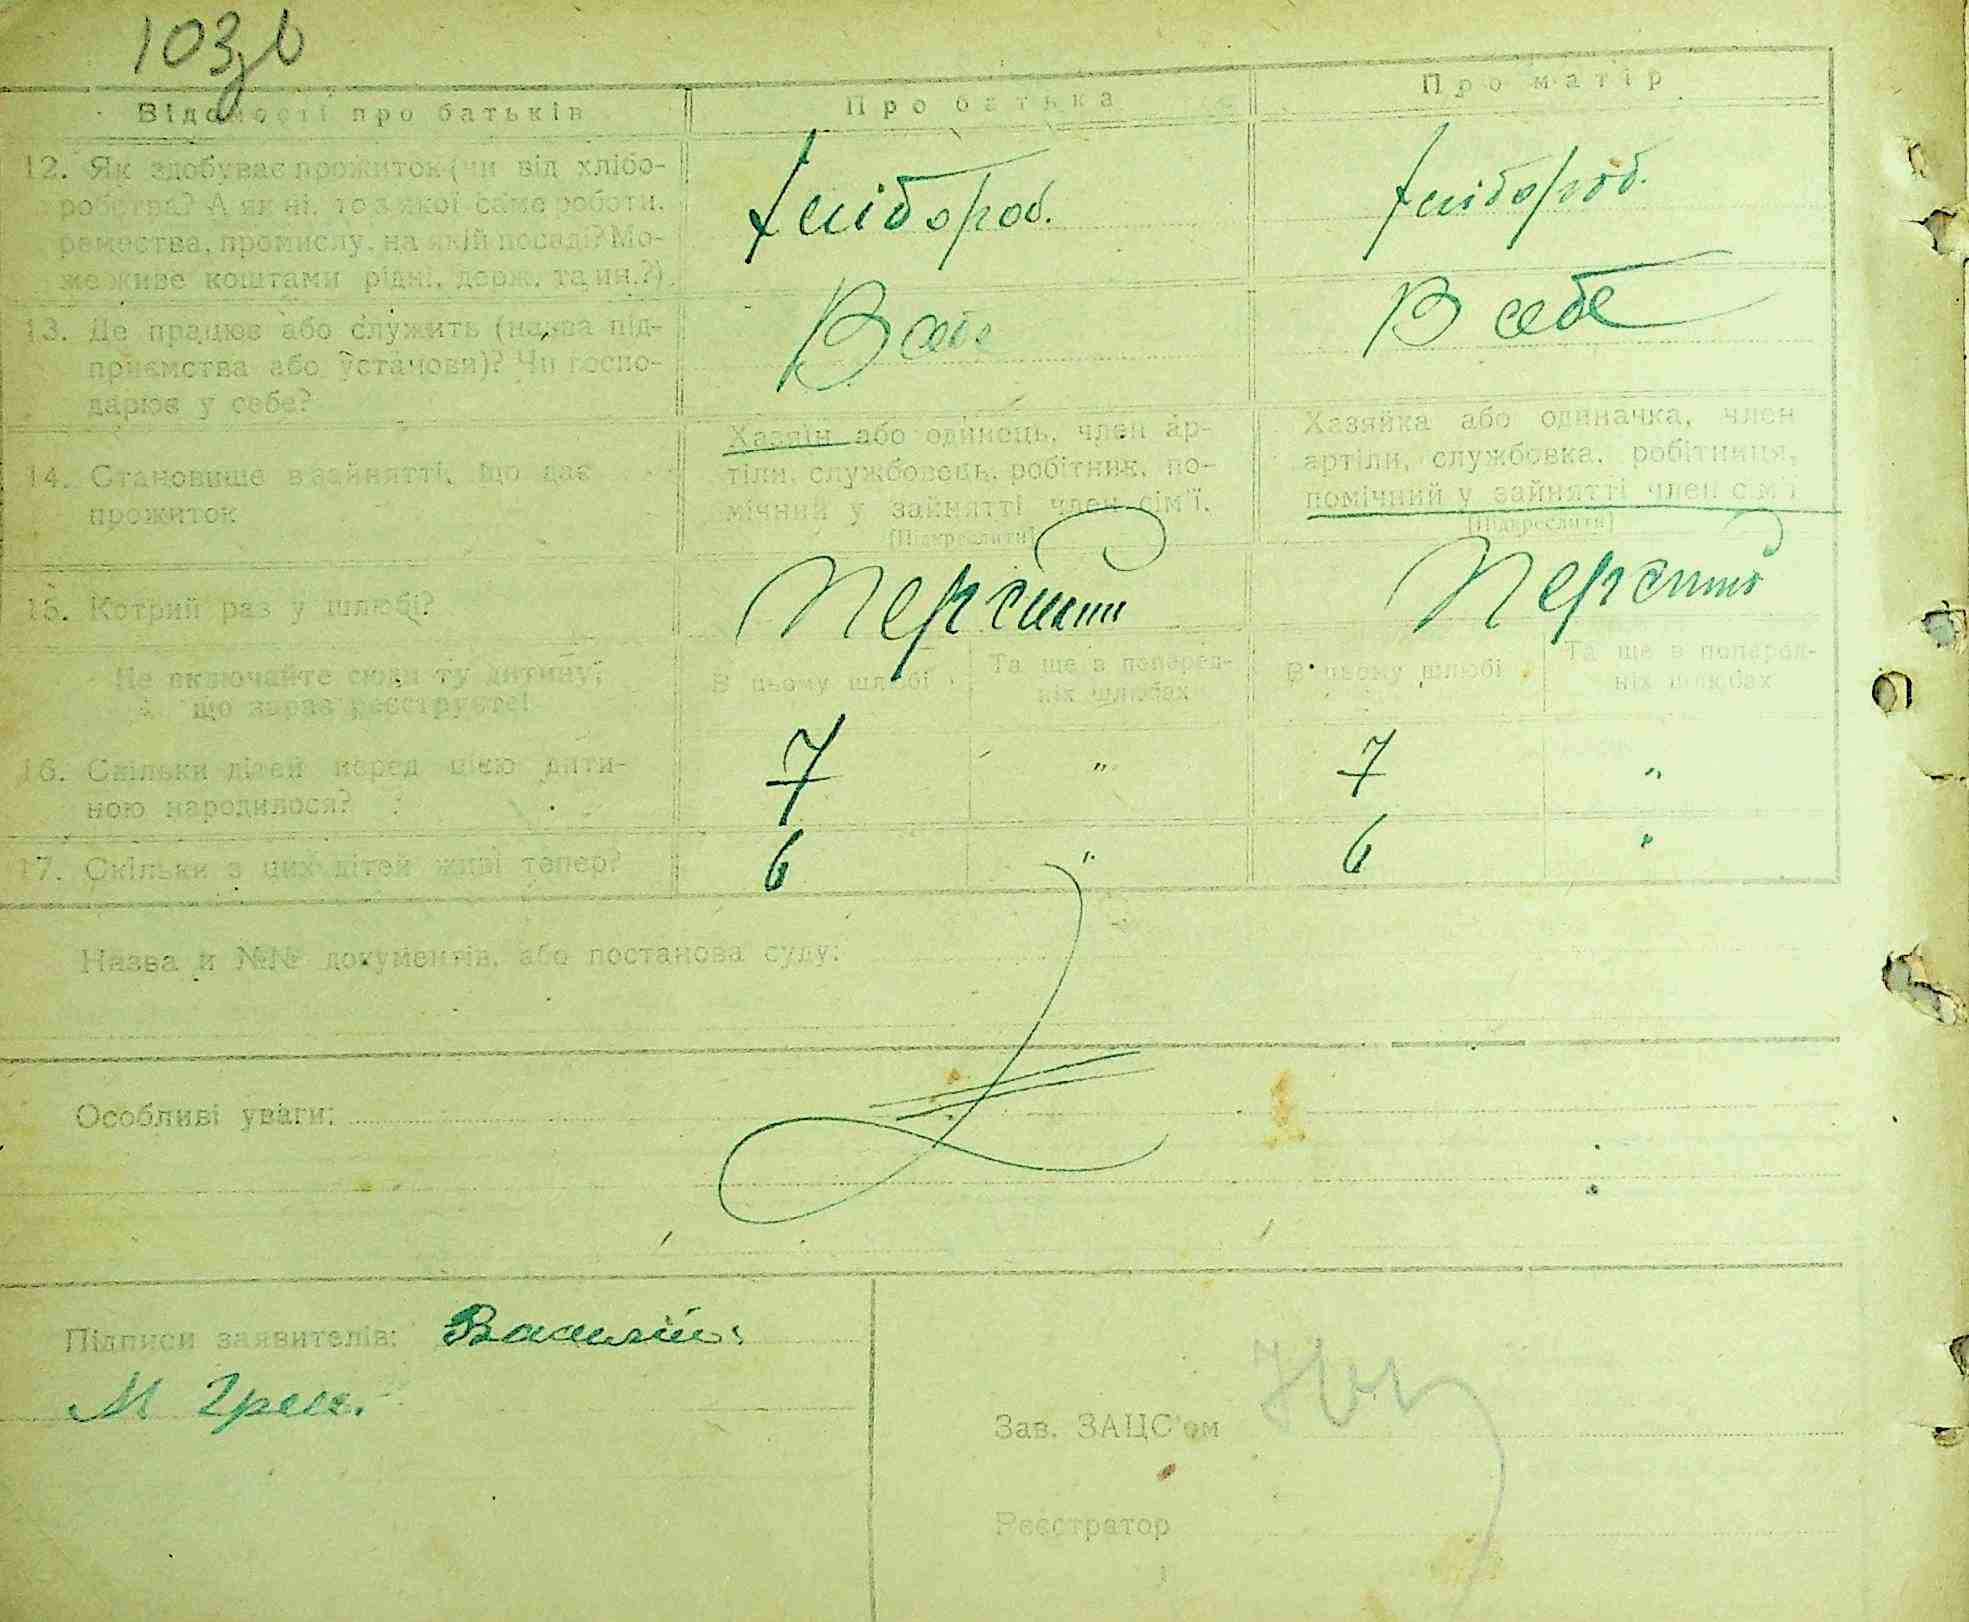 103в
Відомості про батьків
Про батька
Про матір
12. Як здобуває прожиток (чи від хлібо-
робства? А як ні, то з якої саме роботи,
ремества, промислу, на якій посаді? Мо-
же живе коштами рідні, держ. та ин.?)
хлібороб.
хлібороб.
13. Де працює або служить (назва під-
приємства або установи)? Чи госпо-
дарює у себе?
В себе
В себе
14. Становище в зайнятті, що дає
прожиток
Хазяїн або одинець, член ар-
тіли, службовець, робітник, по-
мічний у зайнятті член сім'ї.
(Підкреслити)
Хазяйка або одиначка, член
артіли, службовка, робітниця,
помічний у зайнятті член сім'ї
(Підкреслити)
15. Котрий раз у шлюбі?
Не включайте сюди ту дитину,
що зараз реєструєте!
В цьому шлюбі
Та ще в поперед-
ніх шлюбах
В цьому шлюбі
Та ще в поперед-
ніх шлюбах
16. Скільки дітей перед цією дити-
ною народилося?
7 " 7 "
17. Скільки з цих дітей живі тепер?
6 " 6 "
Назва и №№ документів, або постанова суду:
Особливі уваги:
Підписи заявителів:
М
Зав. ЗАЦС'ом
Реєстратор